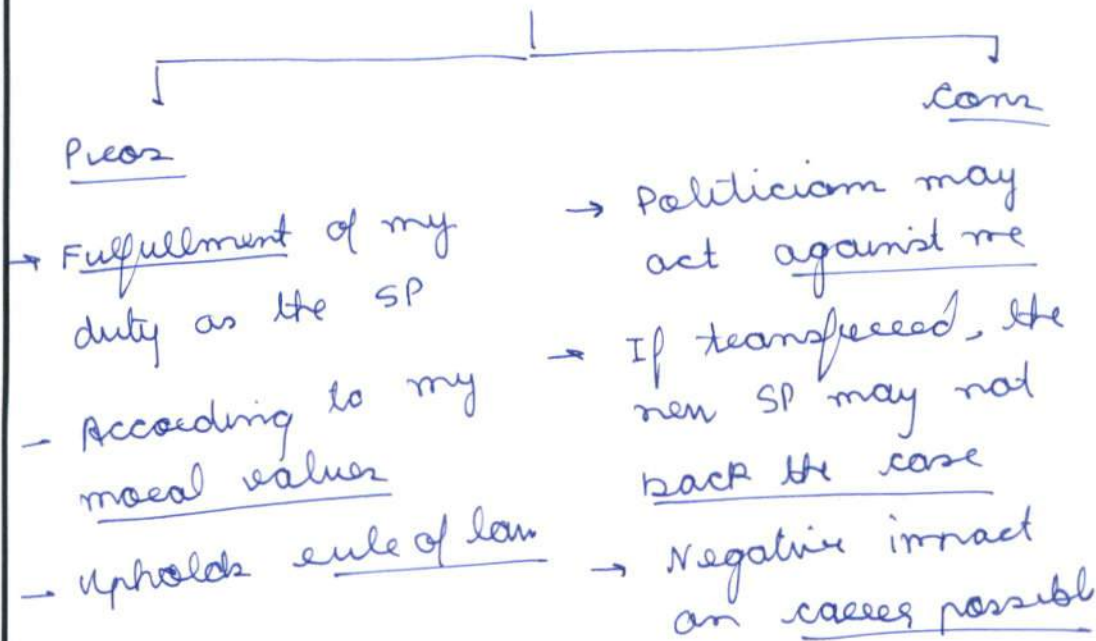 Pros
→ Fulfullment of my
duty as the SP
- According to my
moral values
- Upholds rule of law
Cons
→ Politician may
act against me
→ If transferred, the
new SP may not
back the case
→ Negative impact
on career possible